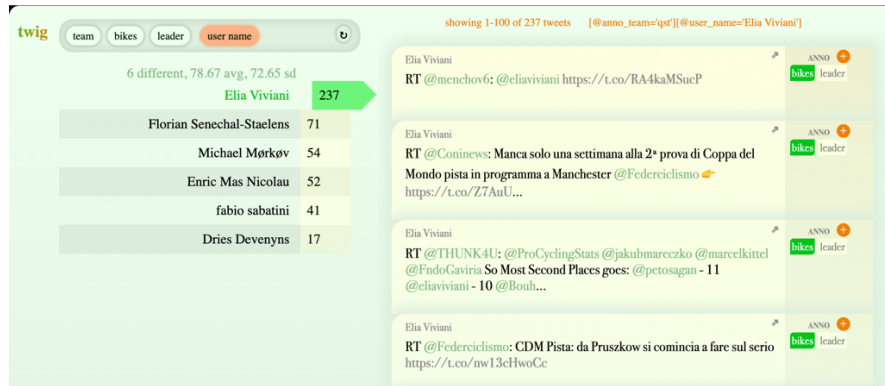 twig
team bikes leader user name ↻
6 different, 78.67 avg, 72.65 sd
Elia Viviani 237
Florian Senechal-Staelens 71
Michael Mørkøv 54
Enric Mas Nicolau 52
fabio sabatini 41
Dries Devenyns 17
showing 1-100 of 237 tweets [@anno_team='qst'][@user_name='Elia Viviani']
Elia Viviani
RT @menchov6: @eliaviviani https://t.co/RA4kaMSucP
ANNO +
bikes leader
Elia Viviani
RT @Coninews: Manca solo una settimana alla 2ª prova di Coppa del
Mondo pista in programma a Manchester @Federciclismo 👉
https://t.co/Z7AuU...
ANNO +
bikes leader
Elia Viviani
RT @THUNK4U: @ProCyclingStats @jakubmareczko @marcelkittel
@FndoGaviria So Most Second Places goes: @petosagan - 11
@eliaviviani - 10 @Bouh...
ANNO +
bikes leader
Elia Viviani
RT @Federciclismo: CDM Pista: da Pruszkow si comincia a fare sul serio
https://t.co/nw13cHwoCc
ANNO +
bikes leader